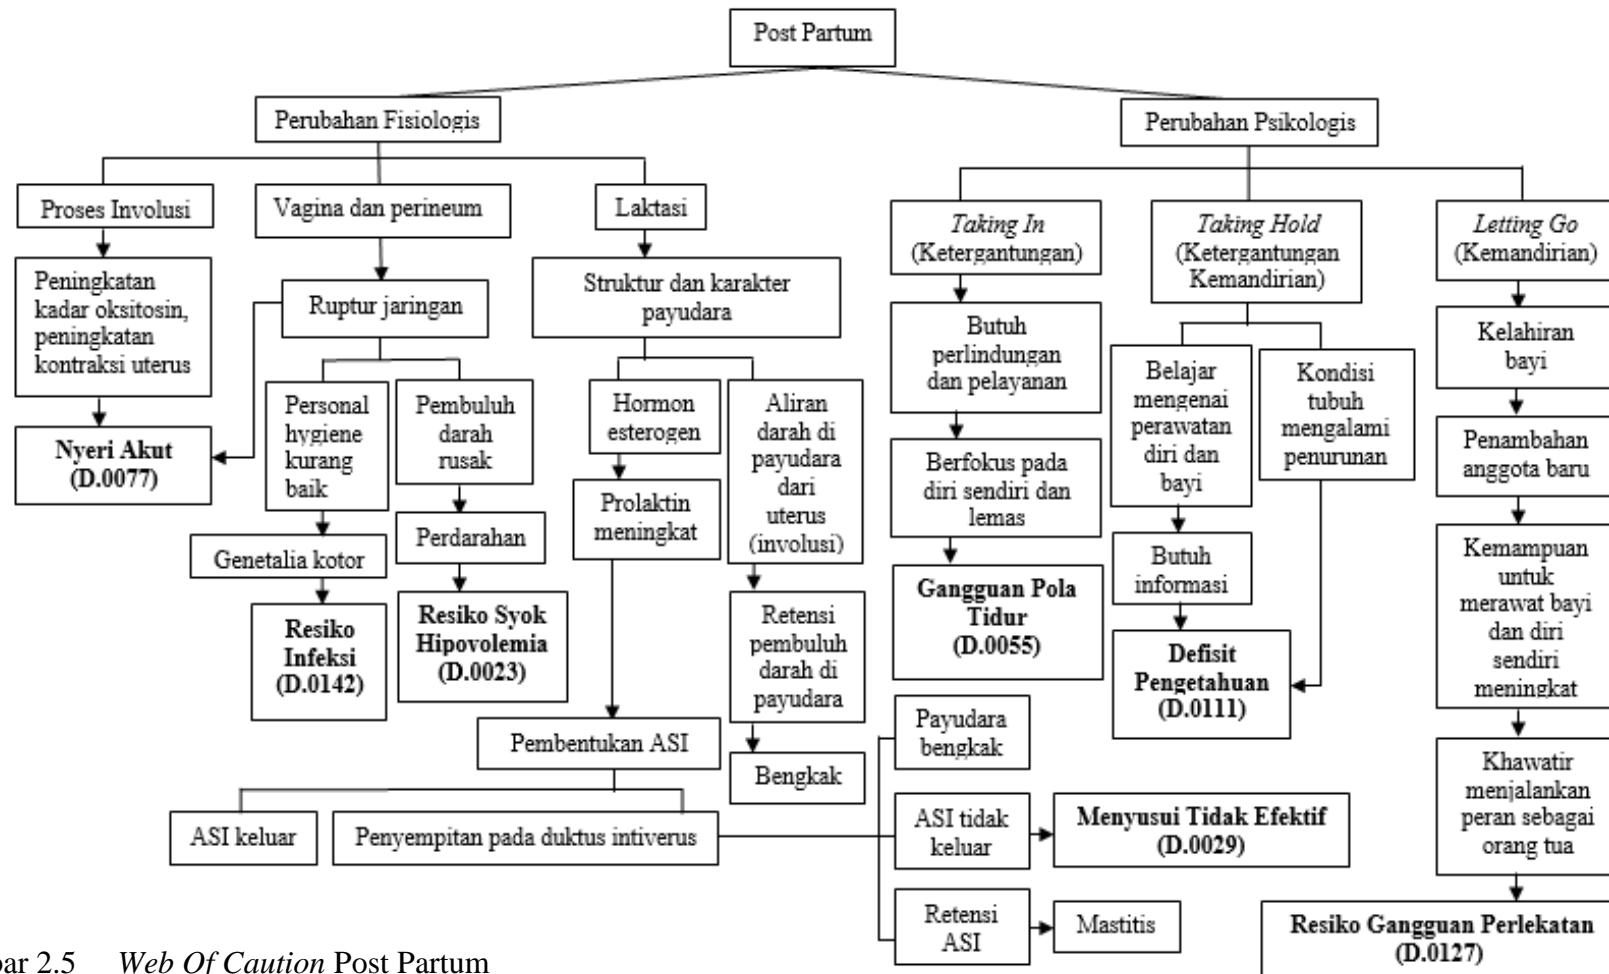 Post Partum
Perubahan Fisiologis
Perubahan Psikologis
Proses Involusi
Vagina dan perineum
Laktasi
Taking In
(Ketergantungan)
Taking Hold
(Ketergantungan
Kemandirian)
Letting Go
(Kemandirian)
Peningkatan
kadar oksitosin,
peningkatan
kontraksi uterus
Ruptur jaringan
Struktur dan karakter
payudara
Butuh
perlindungan
dan pelayanan
Belajar
mengenai
perawatan
diri dan
bayi
Kondisi
tubuh
mengalami
penurunan
Kelahiran
bayi
Nyeri Akut
(D.0077)
Personal
hygiene
kurang
baik
Pembuluh
darah
rusak
Hormon
esterogen
Aliran
darah di
payudara
dari
uterus
(involusi)
Berfokus pada
diri sendiri dan
lemas
Penambahan
anggota baru
Genetalia kotor
Perdarahan
Prolaktin
meningkat
Butuh
informasi
Kemampuan
untuk
merawat bayi
dan diri
sendiri
meningkat
Resiko
Infeksi
(D.0142)
Resiko Syok
Hipovolemia
(D.0023)
Retensi
pembuluh
darah di
payudara
Gangguan Pola
Tidur
(D.0055)
Defisit
Pengetahuan
(D.0111)
Pembentukan ASI
Bengkak
Payudara
bengkak
Khawatir
menjalankan
peran sebagai
orang tua
ASI keluar
Penyempitan pada duktus intiverus
ASI tidak
keluar
Menyusui Tidak Efektif
(D.0029)
Retensi
ASI
Mastitis
Resiko Gangguan Perlekatan
(D.0127)
bar 2.5 Web Of Caution Post Partum